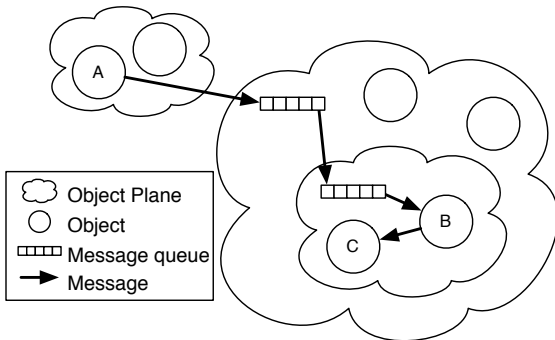 A
B
C
Object Plane
Object
Message queue
Message